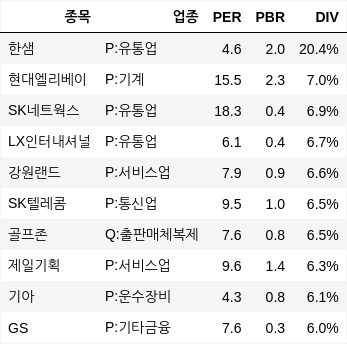 종목 업종 PER PBR DIV
한샘 P:유통업 4.6 2.0 20.4%
현대엘리베이 P:기계 15.5 2.3 7.0%
SK네트웍스 P:유통업 18.3 0.4 6.9%
LX인터내셔널 P:유통업 6.1 0.4 6.7%
강원랜드 P:서비스업 7.9 0.9 6.6%
SK텔레콤 P:통신업 9.5 1.0 6.5%
골프존 Q:출판매체복제 7.6 0.8 6.5%
제일기획 P:서비스업 9.6 1.4 6.3%
기아 P:운수장비 4.3 0.8 6.1%
GS P:기타금융 7.6 0.3 6.0%